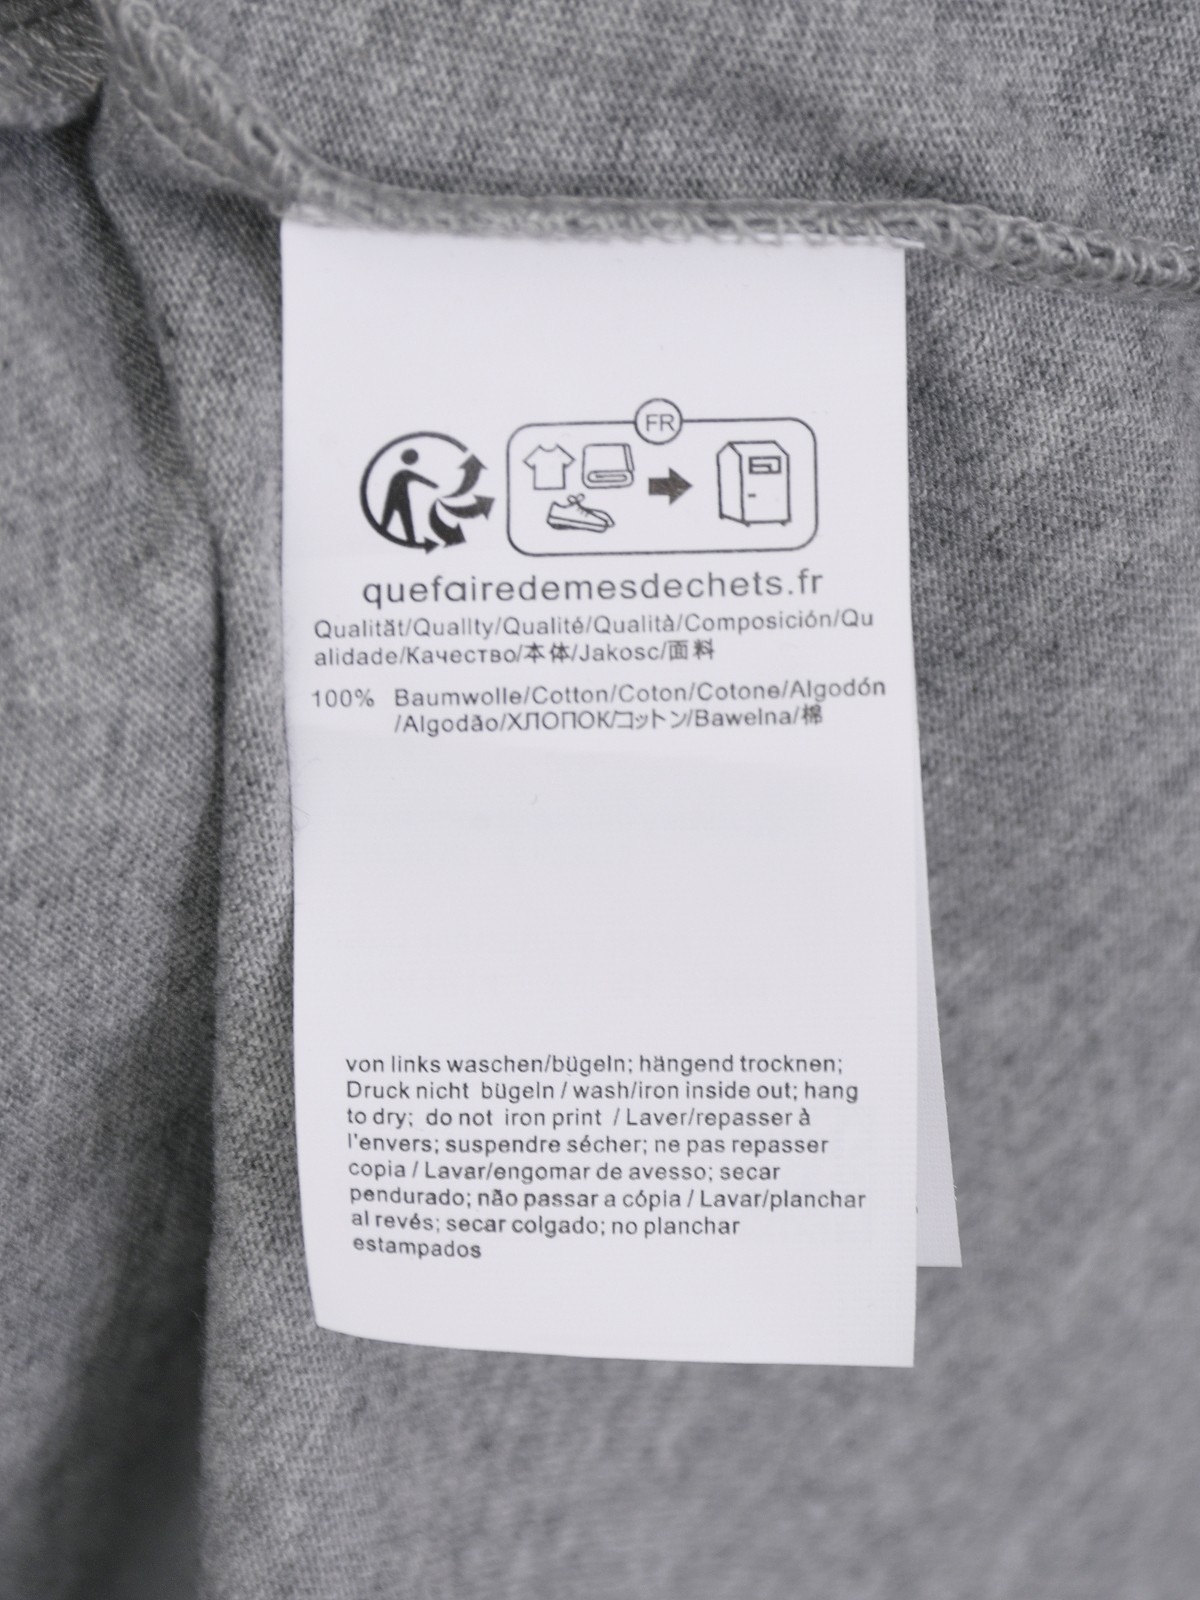 FR
quefairedemesdechets.fr
Qualität/Quallty/Qualité/Qualità/Composición/Qu
alidade/Качество/本体/Jakosc/面料
100% Baumwolle/Cotton/Coton/Cotone/Algodón
/Algodão/ХЛОПОК/コットン/Bawelna/棉
von links waschen/bügeln; hängend trocknen;
Druck nicht bügeln / wash/iron inside out; hang
to dry; do not iron print / Laver/repasser à
l'envers; suspendre sécher; ne pas repasser
copia / Lavar/engomar de avesso; secar
pendurado; não passar a cópia / Lavar/planchar
al revés; secar colgado; no planchar
estampados